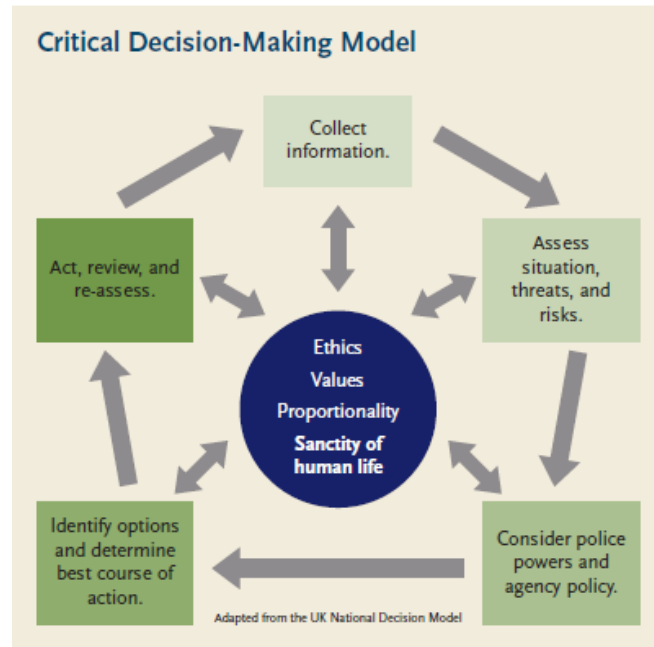 Critical Decision-Making Model
Collect
information.
Assess
situation,
threats, and
risks.
Act, review, and
re-assess.
Ethics
Values
Proportionality
Sanctity of
human life
Identify options
and determine
best course of
action.
Consider police
powers and
agency policy.
Adapted from the UK National Decision Model